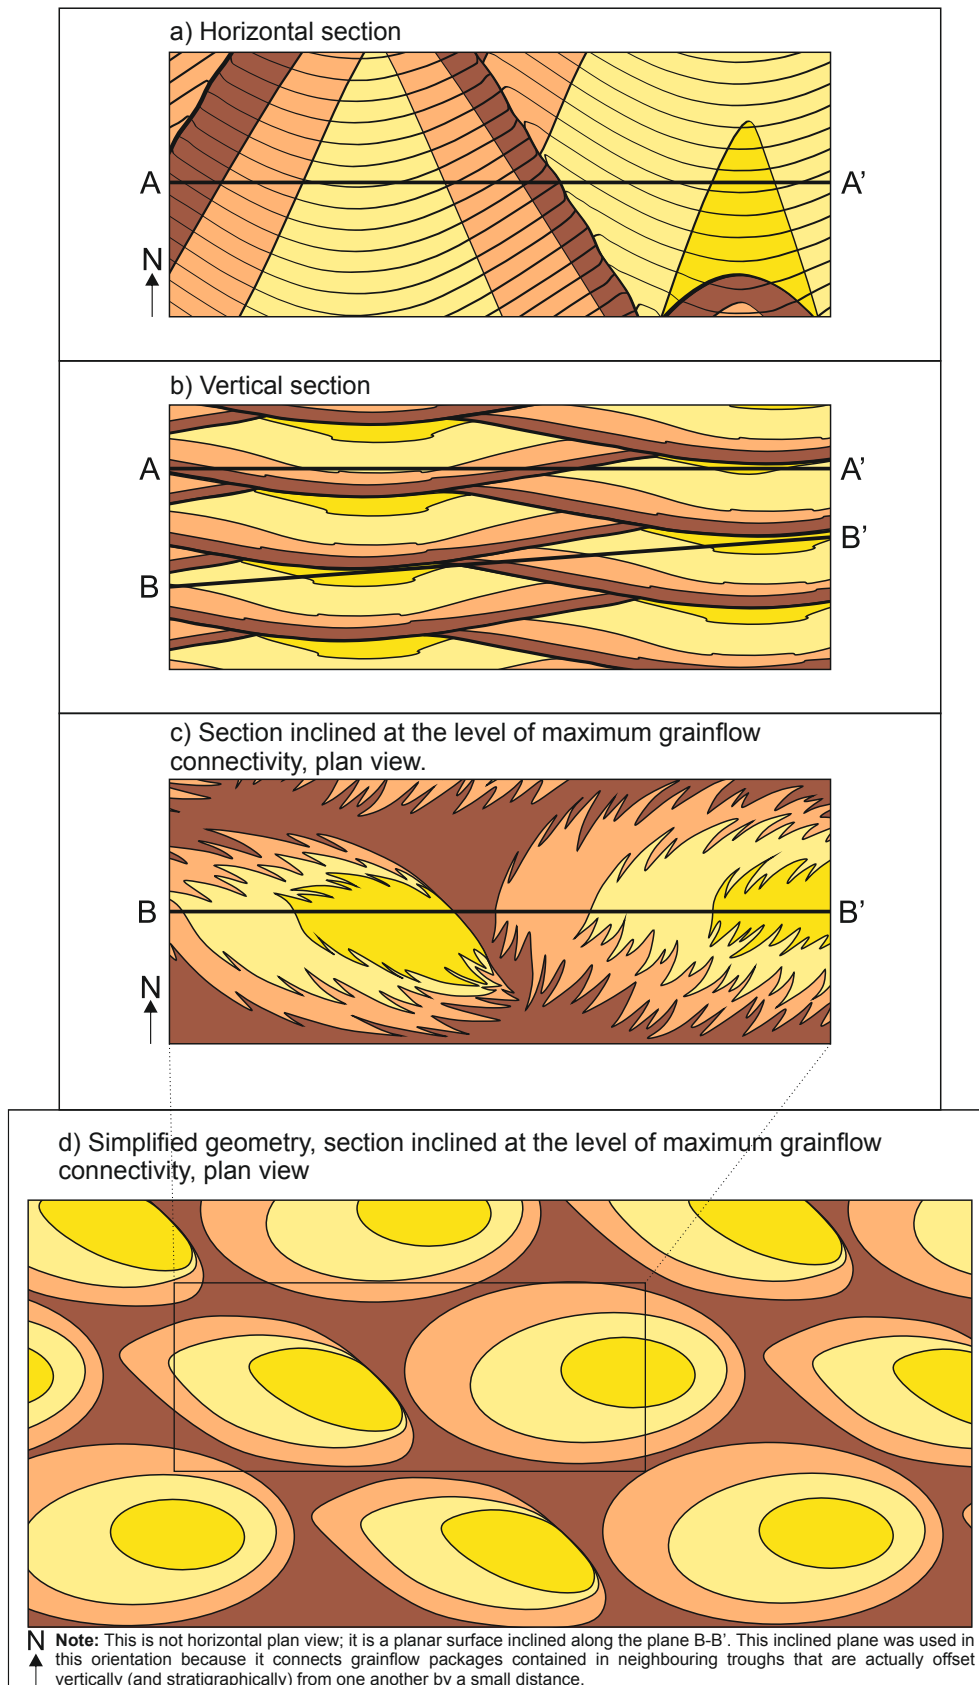 a) Horizontal section
A
A’
N
b) Vertical section
A
A’
B’
B
c) Section inclined at the level of maximum grainflow
connectivity, plan view.
B
B’
N
d) Simplified geometry, section inclined at the level of maximum grainflow
connectivity, plan view
N
Note: This is not horizontal plan view; it is a planar surface inclined along the plane B-B’. This inclined plane was used in
this orientation because it connects grainflow packages contained in neighbouring troughs that are actually offset
vertically (and stratigraphically) from one another by a small distance.